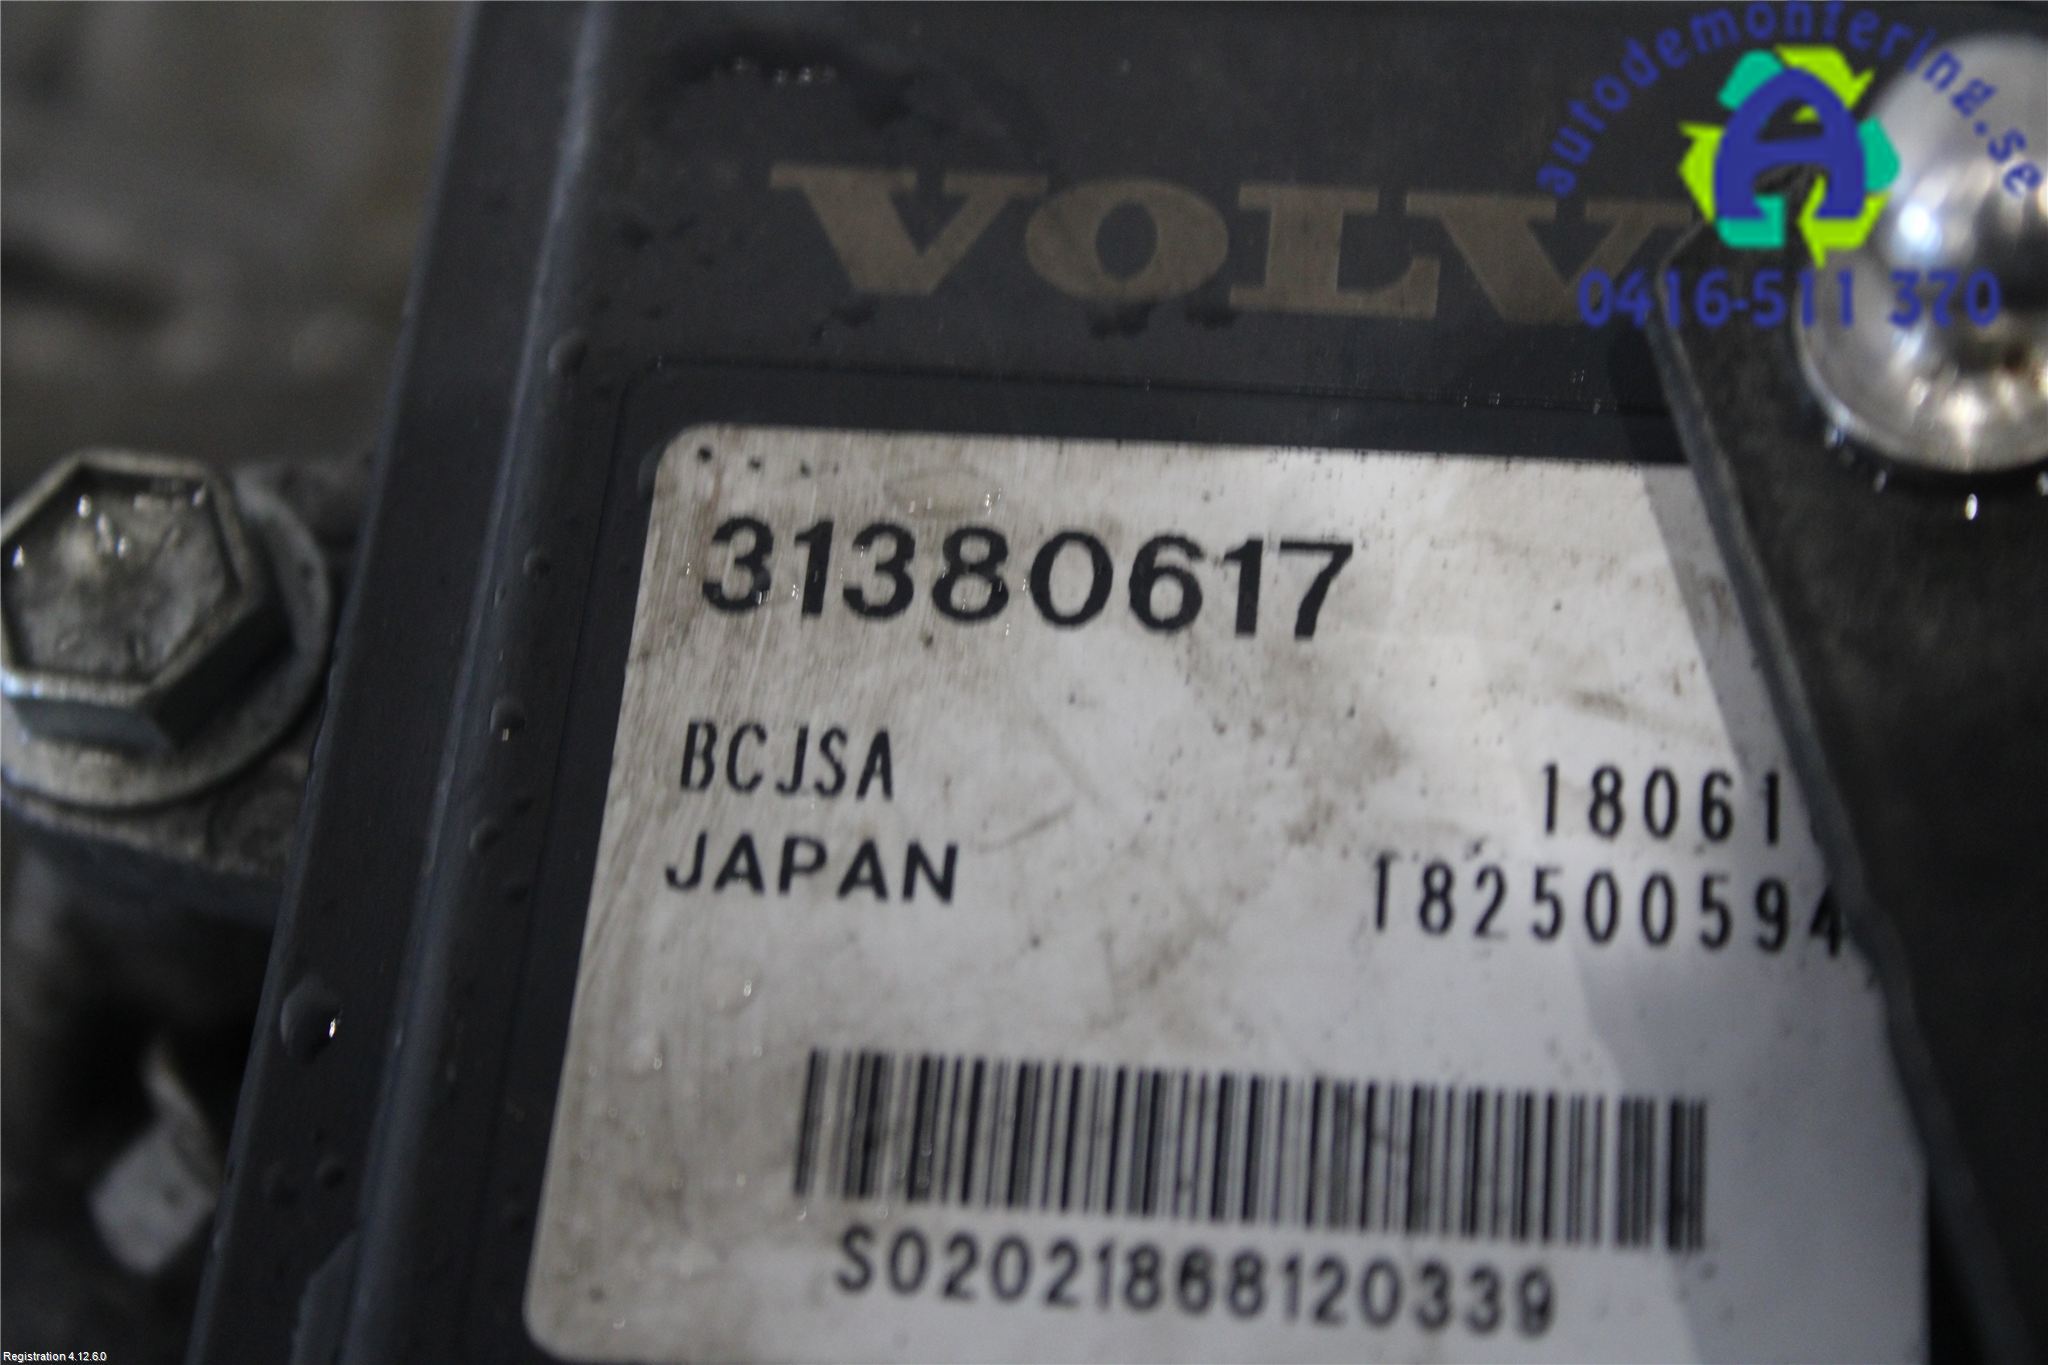 autodemontering.se
A
0416-511 370
VOLV
31380617
BCJSA
18061
JAPAN
182500594
S02021868120339
Registration 4.12.6.0